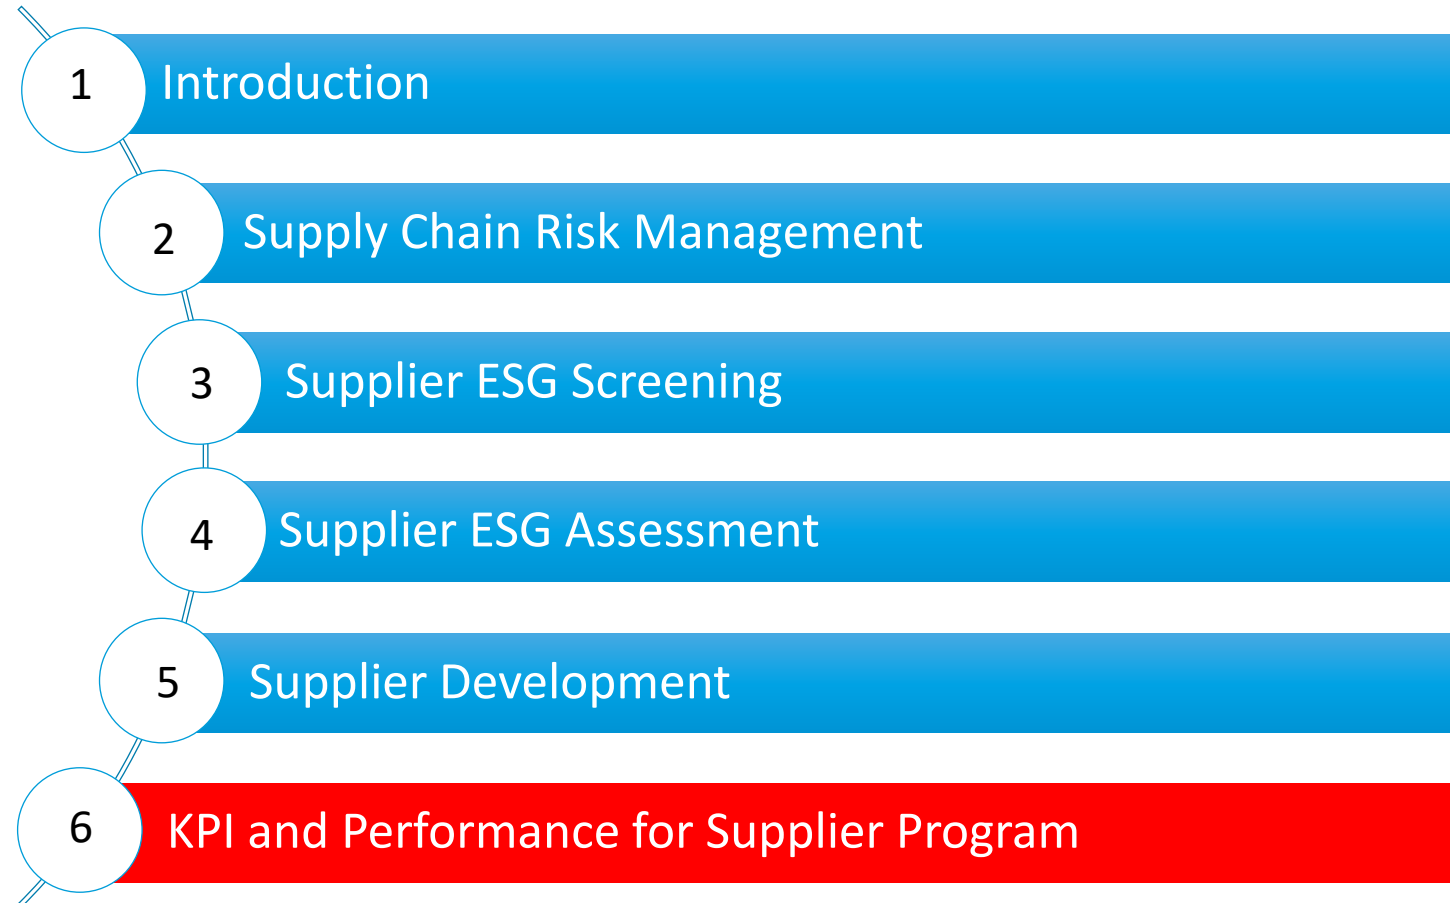 1 Introduction
2 Supply Chain Risk Management
3 Supplier ESG Screening
4 Supplier ESG Assessment
5 Supplier Development
6 KPI and Performance for Supplier Program